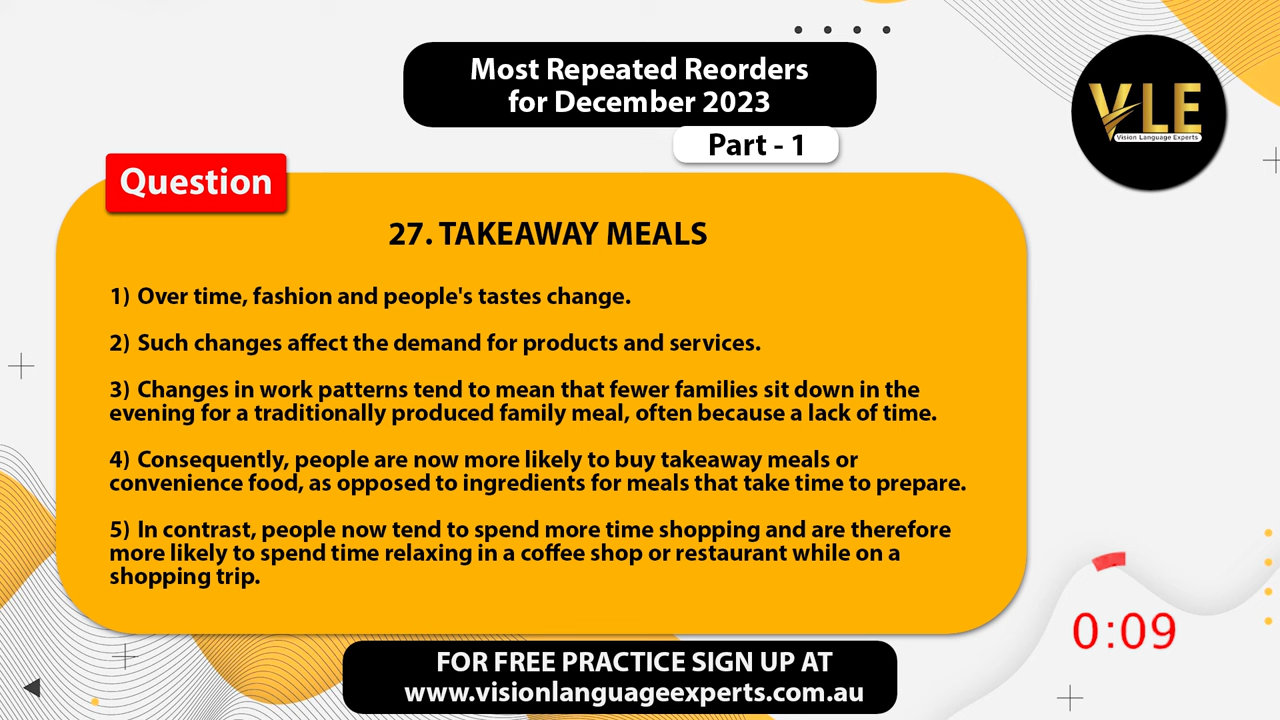 Most Repeated Reorders
for December 2023
Part - 1
VLE
Vision Language Experts
Question
27. TAKEAWAY MEALS
1) Over time, fashion and people's tastes change.
2) Such changes affect the demand for products and services.
3) Changes in work patterns tend to mean that fewer families sit down in the
evening for a traditionally produced family meal, often because a lack of time.
4) Consequently, people are now more likely to buy takeaway meals or
convenience food, as opposed to ingredients for meals that take time to prepare.
5) In contrast, people now tend to spend more time shopping and are therefore
more likely to spend time relaxing in a coffee shop or restaurant while on a
shopping trip.
0:09
FOR FREE PRACTICE SIGN UP AT
www.visionlanguageexperts.com.au